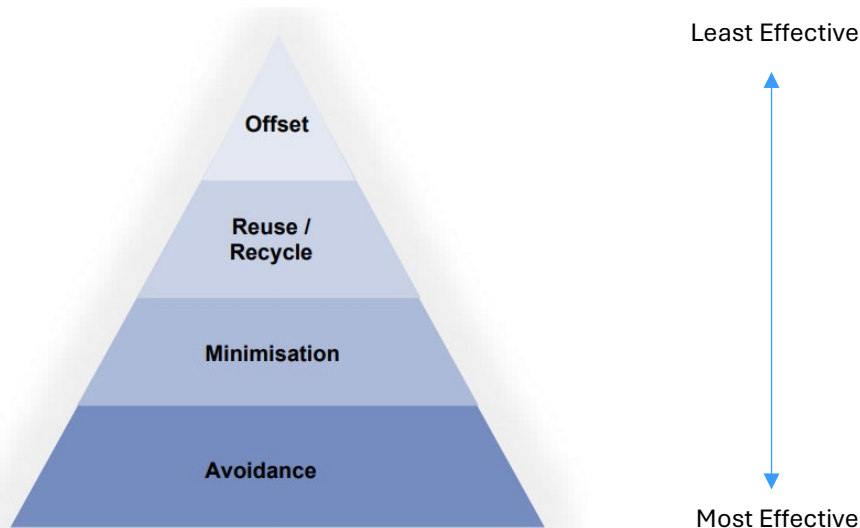 Least Effective
Offset
Reuse /
Recycle
Minimisation
Avoidance
Most Effective